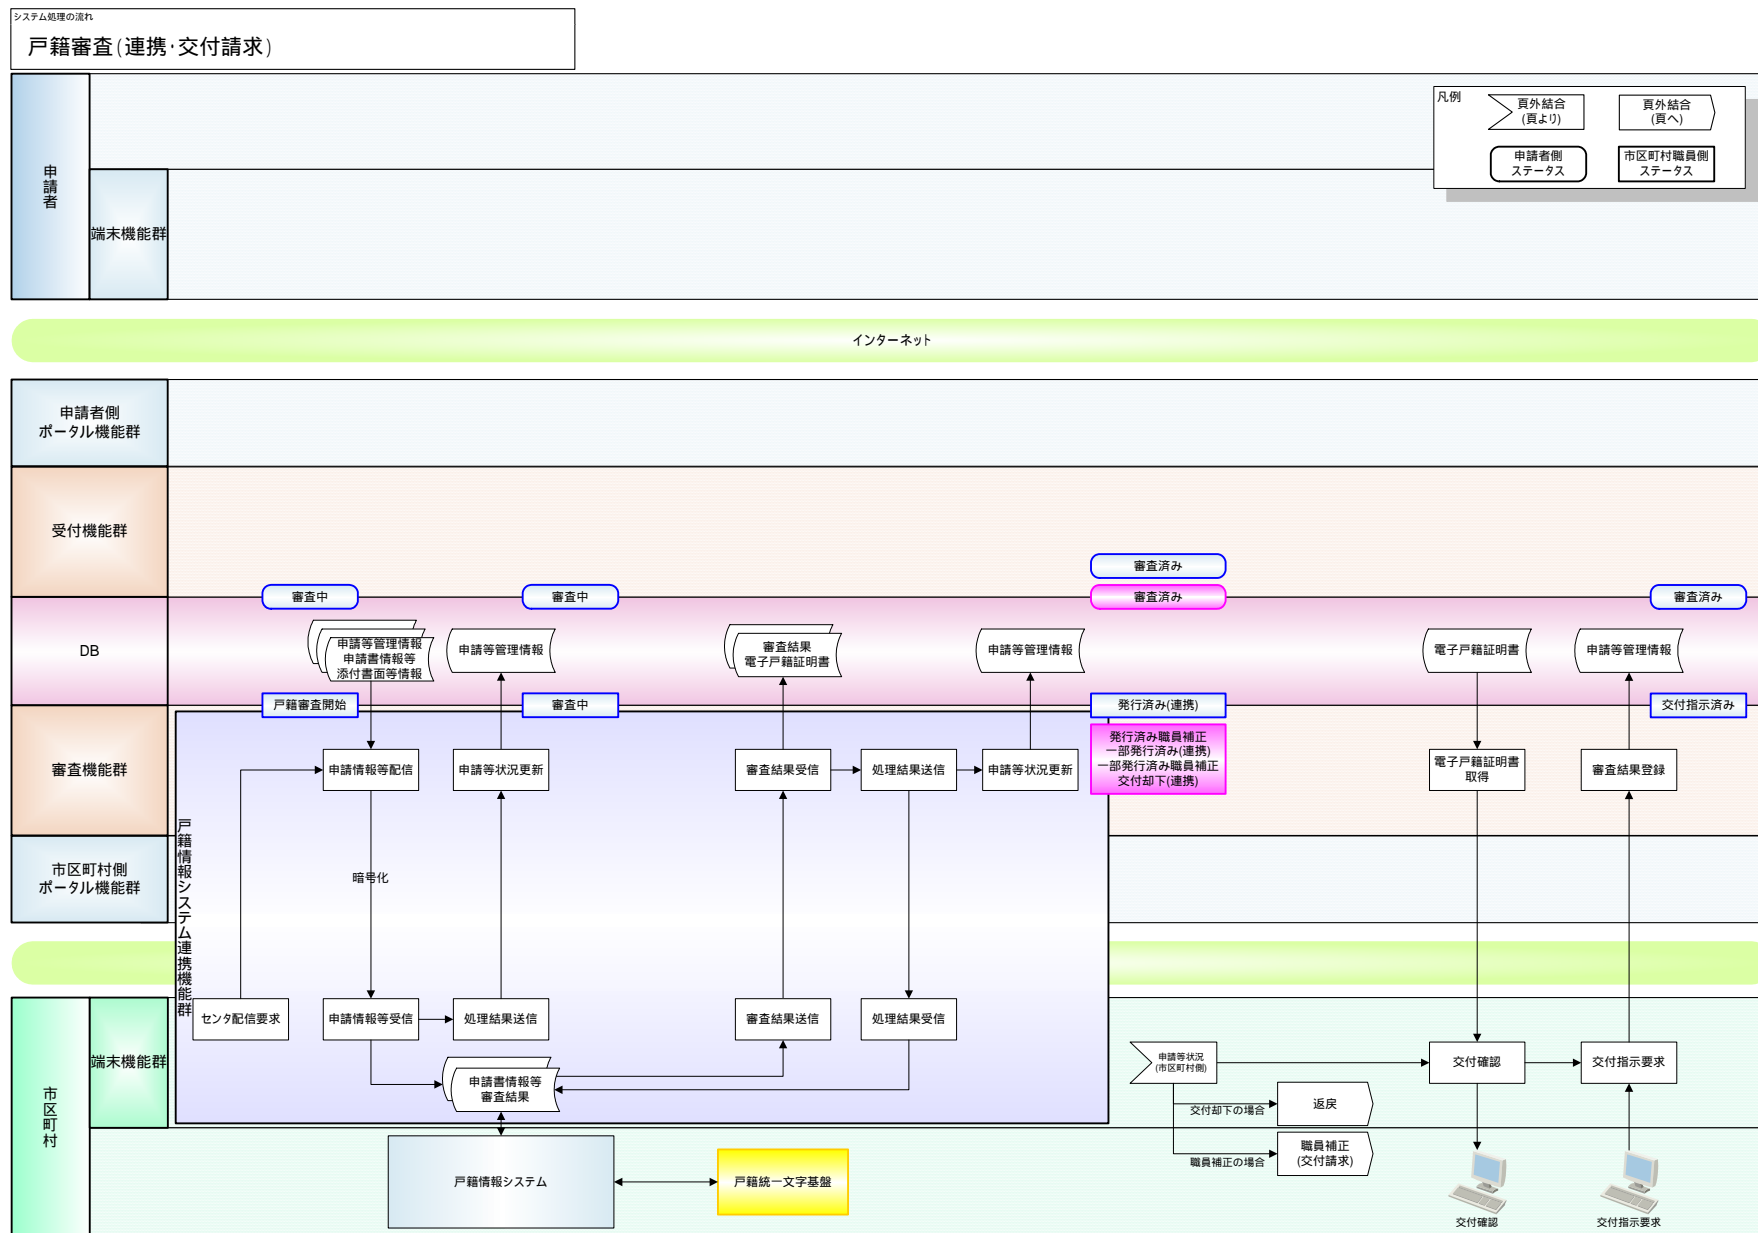 システム処理の流れ
戸籍審査(連携･交付請求)
凡例
頁外結合
(頁より)
頁外結合
(頁へ)
申請者側
ステータス
市区町村職員側
ステータス
申請者
端末機能群
インターネット
申請者側
ポータル機能群
受付機能群
審査済み
審査中
審査中
審査済み
審査済み
DB
申請等管理情報
申請書情報等
添付書面等情報
申請等管理情報
審査結果
電子戸籍証明書
申請等管理情報
電子戸籍証明書
申請等管理情報
戸籍審査開始
審査中
発行済み(連携)
交付指示済み
発行済み職員補正
一部発行済み(連携)
一部発行済み職員補正
交付却下(連携)
審査機能群
申請情報等配信
申請等状況更新
審査結果受信
処理結果送信
申請等状況更新
電子戸籍証明書
取得
審査結果登録
戸籍情報システム連携機能群
市区町村側
ポータル機能群
暗号化
センタ配信要求
申請情報等受信
処理結果送信
審査結果送信
処理結果受信
市区町村
端末機能群
申請書情報等
審査結果
申請等状況
(市区町村側)
交付確認
交付指示要求
交付却下の場合
返戻
職員補正の場合
職員補正
(交付請求)
戸籍情報システム
戸籍統一文字基盤
交付確認
交付指示要求